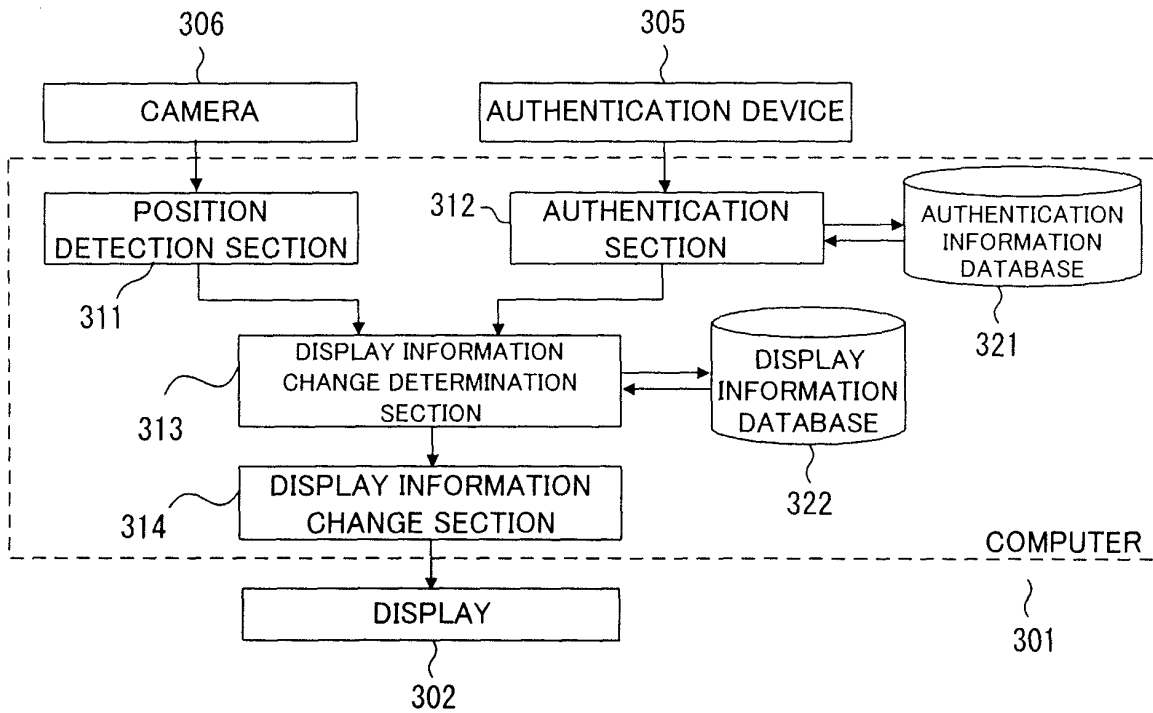 306
305
CAMERA
AUTHENTICATION DEVICE
POSITION
DETECTION SECTION
311
312
AUTHENTICATION
SECTION
AUTHENTICATION
INFORMATION
DATABASE
321
DISPLAY INFORMATION
CHANGE DETERMINATION
SECTION
313
DISPLAY
INFORMATION
DATABASE
322
DISPLAY INFORMATION
CHANGE SECTION
314
COMPUTER
301
DISPLAY
302